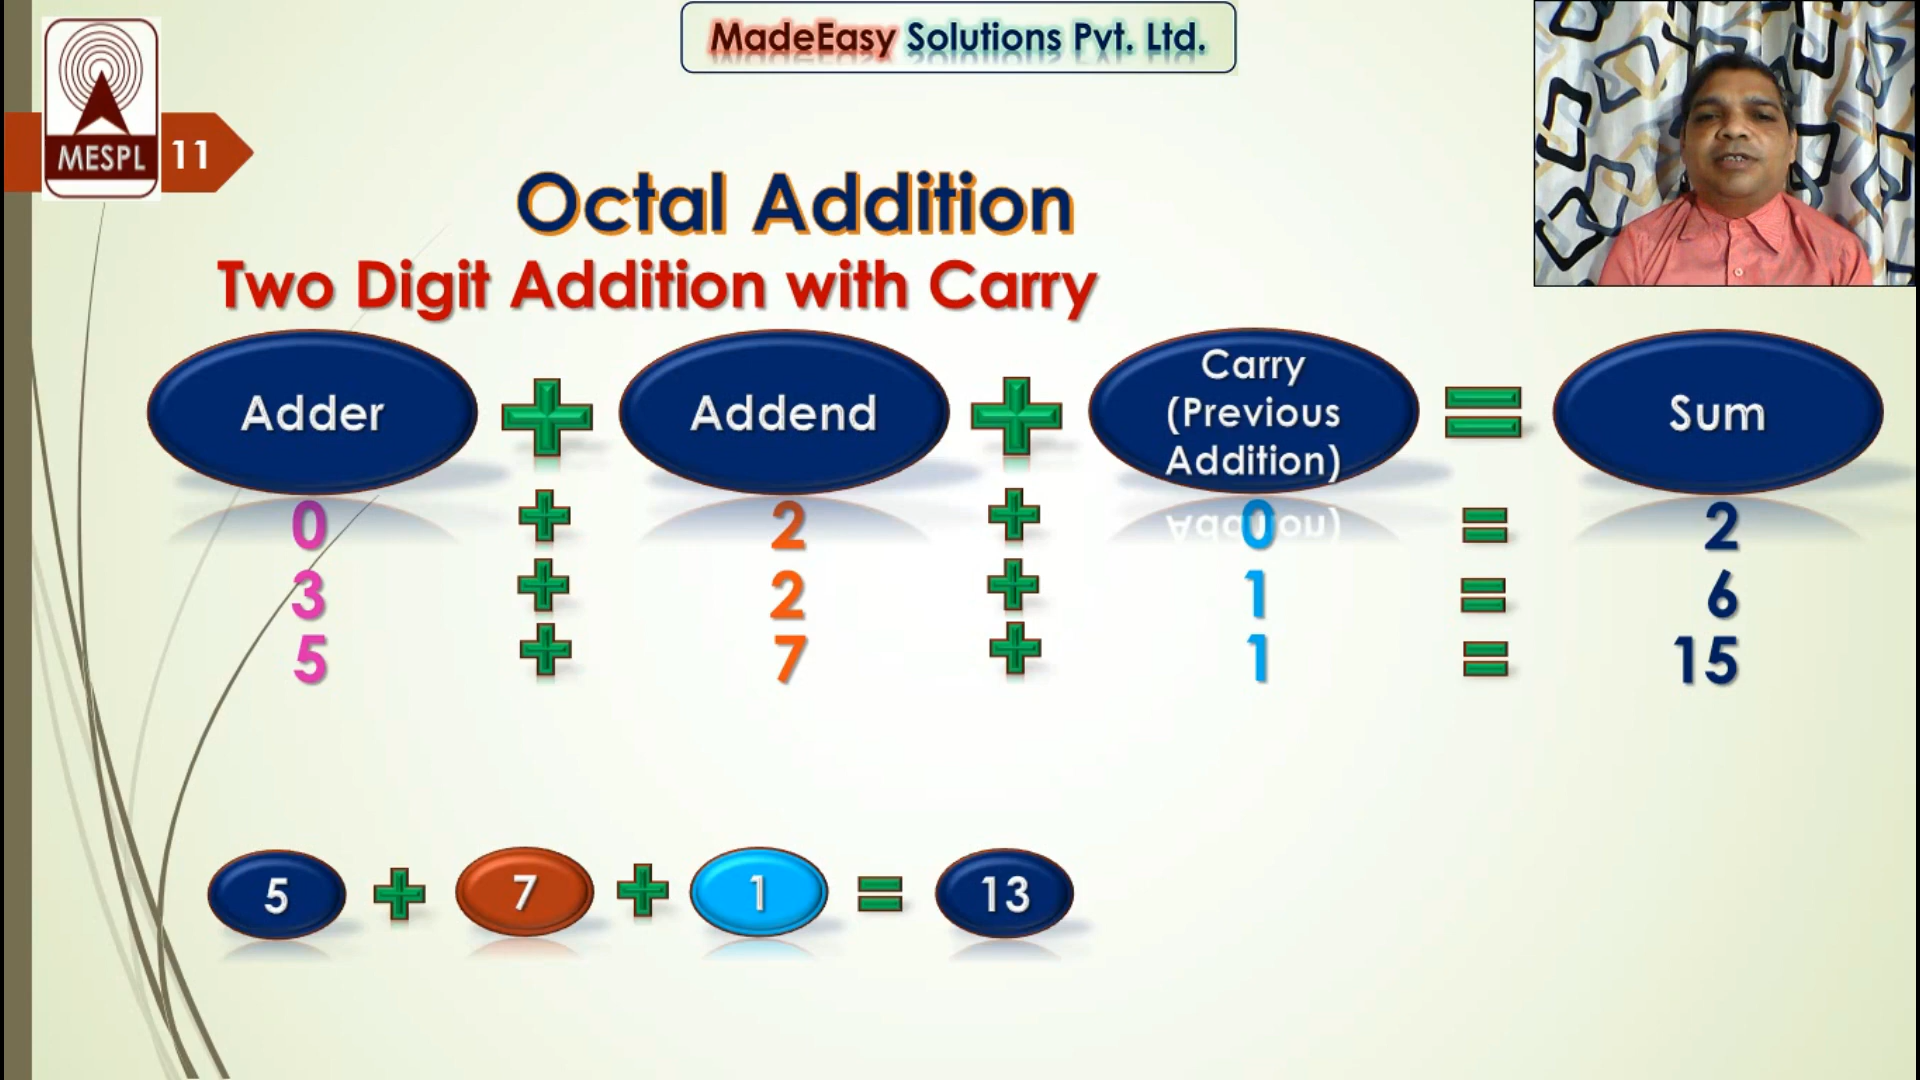 MadeEasy Solutions Pvt. Ltd.
MESPL
11
Octal Addition
Two Digit Addition with Carry
Adder + Addend + Carry (Previous Addition) = Sum
0 + 2 + 0 = 2
3 + 2 + 1 = 6
5 + 7 + 1 = 15
5 + 7 + 1 = 13